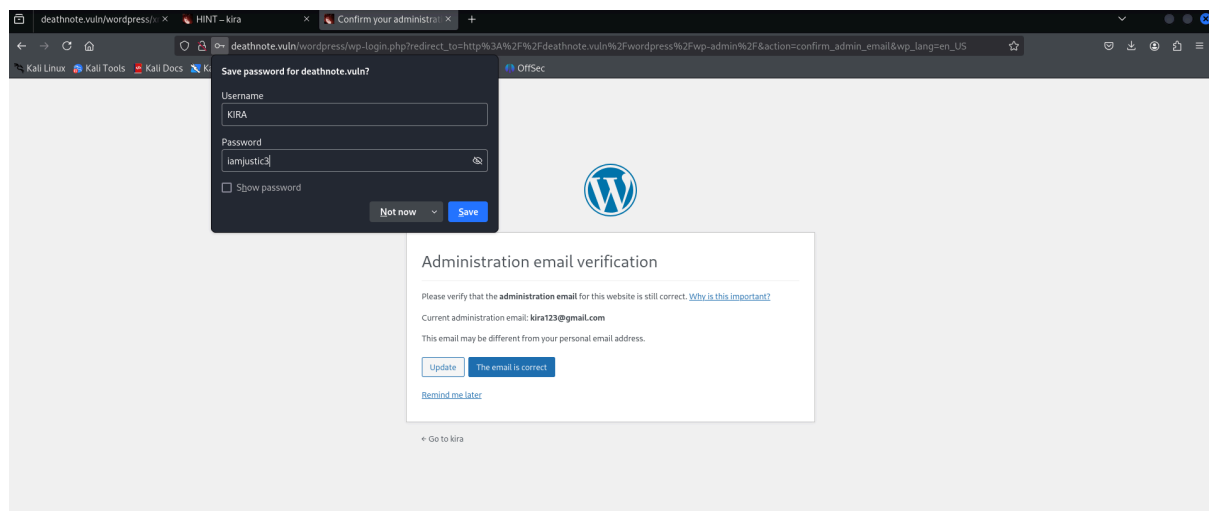 deathnote.vuln/wordpress/x
HINT – kira
Confirm your administrati
deathnote.vuln/wordpress/wp-login.php?redirect_to=http%3A%2F%2Fdeathnote.vuln%2Fwordpress%2Fwp-admin%2F&action=confirm_admin_email&wp_lang=en_US
Kali Linux Kali Tools Kali Docs Ka OffSec
Save password for deathnote.vuln?
Username
KIRA
Password
iamjustic3
Show password
Not now Save
Administration email verification
Please verify that the administration email for this website is still correct. Why is this important?
Current administration email: kira123@gmail.com
This email may be different from your personal email address.
Update The email is correct
Remind me later
← Go to kira